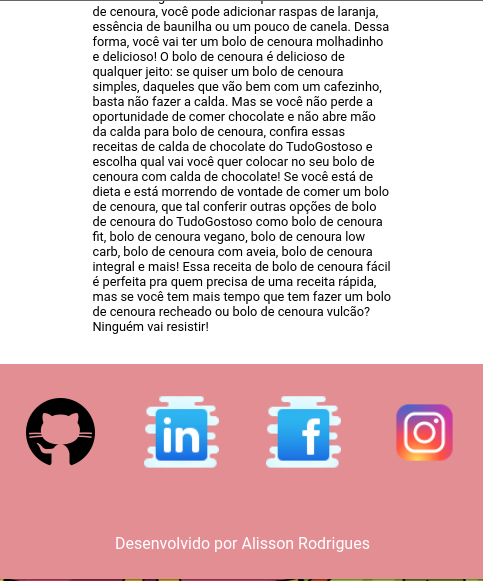 de cenoura, você pode adicionar raspas de laranja,
essência de baunilha ou um pouco de canela. Dessa
forma, você vai ter um bolo de cenoura molhadinho
e delicioso! O bolo de cenoura é delicioso de
qualquer jeito: se quiser um bolo de cenoura
simples, daqueles que vão bem com um cafezinho,
basta não fazer a calda. Mas se você não perde a
oportunidade de comer chocolate e não abre mão
da calda para bolo de cenoura, confira essas
receitas de calda de chocolate do TudoGostoso e
escolha qual vai você quer colocar no seu bolo de
cenoura com calda de chocolate! Se você está de
dieta e está morrendo de vontade de comer um bolo
de cenoura, que tal conferir outras opções de bolo
de cenoura do TudoGostoso como bolo de cenoura
fit, bolo de cenoura vegano, bolo de cenoura low
carb, bolo de cenoura com aveia, bolo de cenoura
integral e mais! Essa receita de bolo de cenoura fácil
é perfeita pra quem precisa de uma receita rápida,
mas se você tem mais tempo que tem fazer um bolo
de cenoura recheado ou bolo de cenoura vulcão?
Ninguém vai resistir!
in
f
Desenvolvido por Alisson Rodrigues